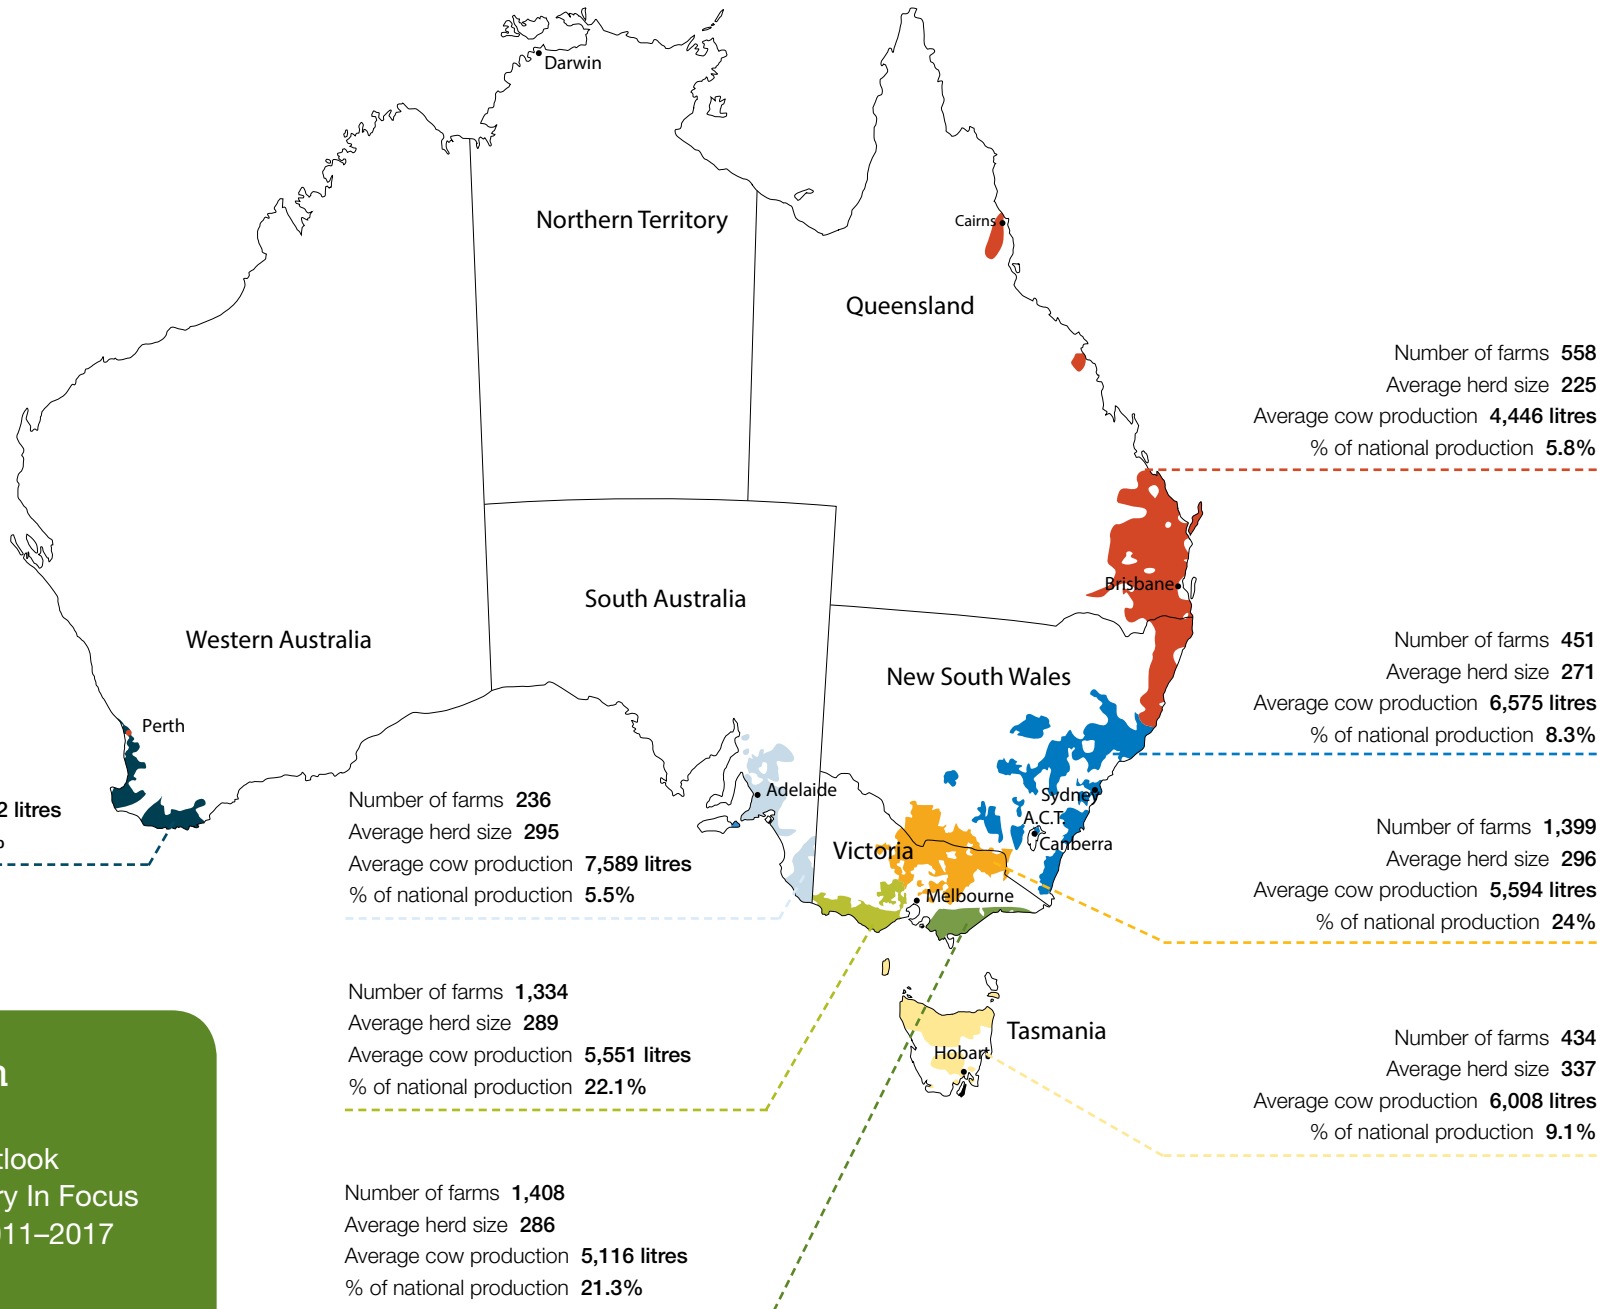 Darwin
Northern Territory
Cairns
Queensland
Number of farms 558
Average herd size 225
Average cow production 4,446 litres
% of national production 5.8%
Brisbane
South Australia
Western Australia
New South Wales
Number of farms 451
Average herd size 271
Average cow production 6,575 litres
% of national production 8.3%
Perth
2 litres
Adelaide
Sydney
A.C.T.
Canberra
Victoria
Melbourne
Number of farms 236
Average herd size 295
Average cow production 7,589 litres
% of national production 5.5%
Number of farms 1,399
Average herd size 296
Average cow production 5,594 litres
% of national production 24%
Number of farms 1,334
Average herd size 289
Average cow production 5,551 litres
% of national production 22.1%
Tasmania
Hobart
Number of farms 434
Average herd size 337
Average cow production 6,008 litres
% of national production 9.1%
tlook
ry In Focus
011–2017
Number of farms 1,408
Average herd size 286
Average cow production 5,116 litres
% of national production 21.3%